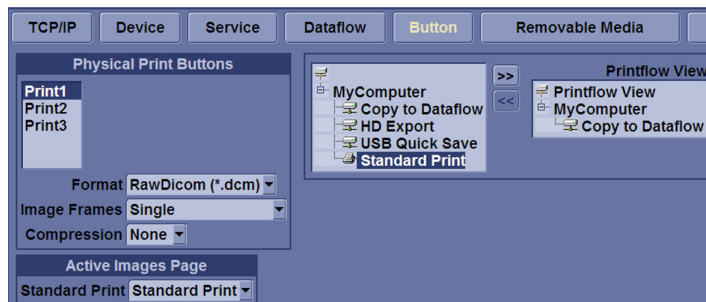 TCP/IP Device Service Dataflow Button Removable Media
Physical Print Buttons
Print1
Print2
Print3
Format RawDicom (*.dcm)
Image Frames Single
Compression None
Active Images Page
Standard Print Standard Print
MyComputer
Copy to Dataflow
HD Export
USB Quick Save
Standard Print
>>
<<
Printflow View
Printflow View
MyComputer
Copy to Dataflow